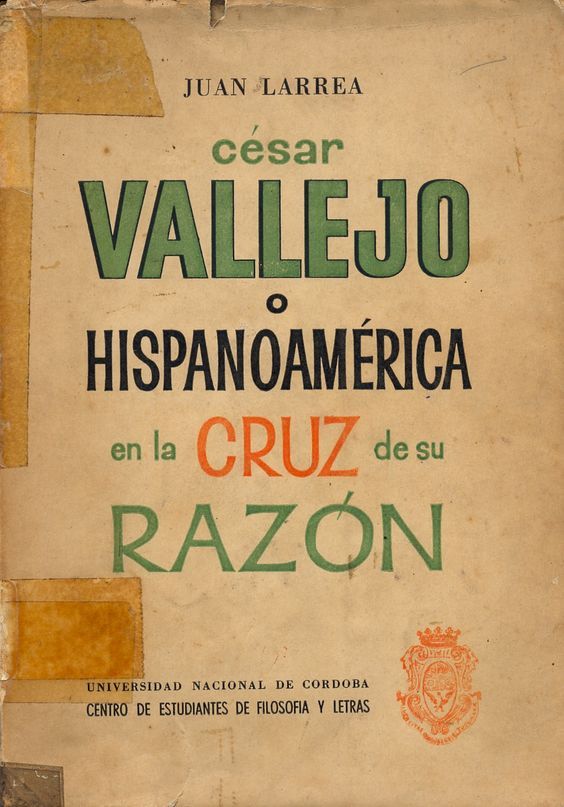 JUAN LARREA
césar
VALLEJO
o
HISPANOAMÉRICA
en la CRUZ de su
RAZÓN
UNIVERSIDAD NACIONAL DE CORDOBA
CENTRO DE ESTUDIANTES DE FILOSOFIA Y LETRAS